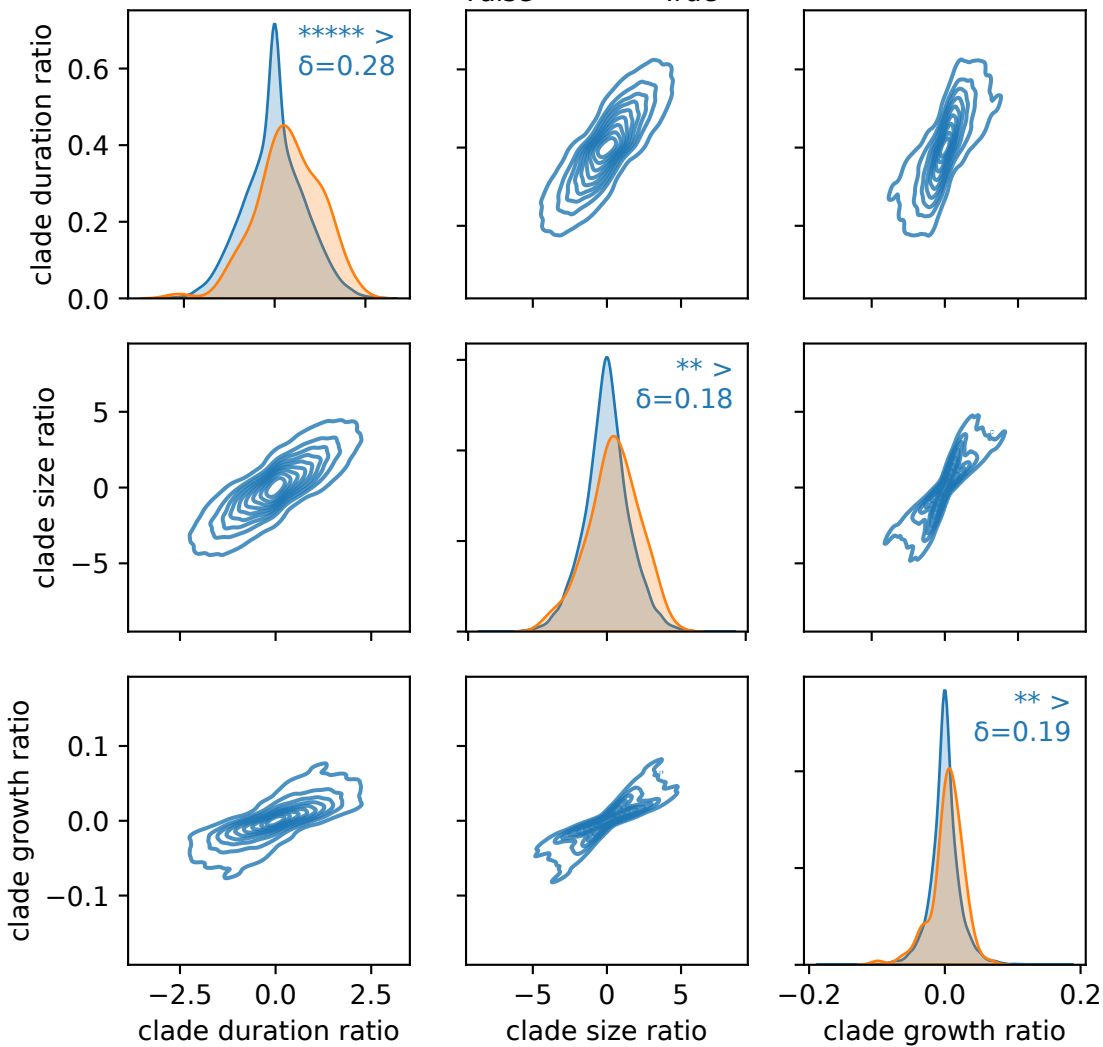 clade duration ratio
0.6
0.4
0.2
0.0
***** >
δ=0.28
clade size ratio
5
0
−5
** >
δ=0.18
clade growth ratio
0.1
0.0
−0.1
** >
δ=0.19
−2.5 0.0 2.5
−5 0 5
−0.2 0.0 0.2
clade duration ratio
clade size ratio
clade growth ratio